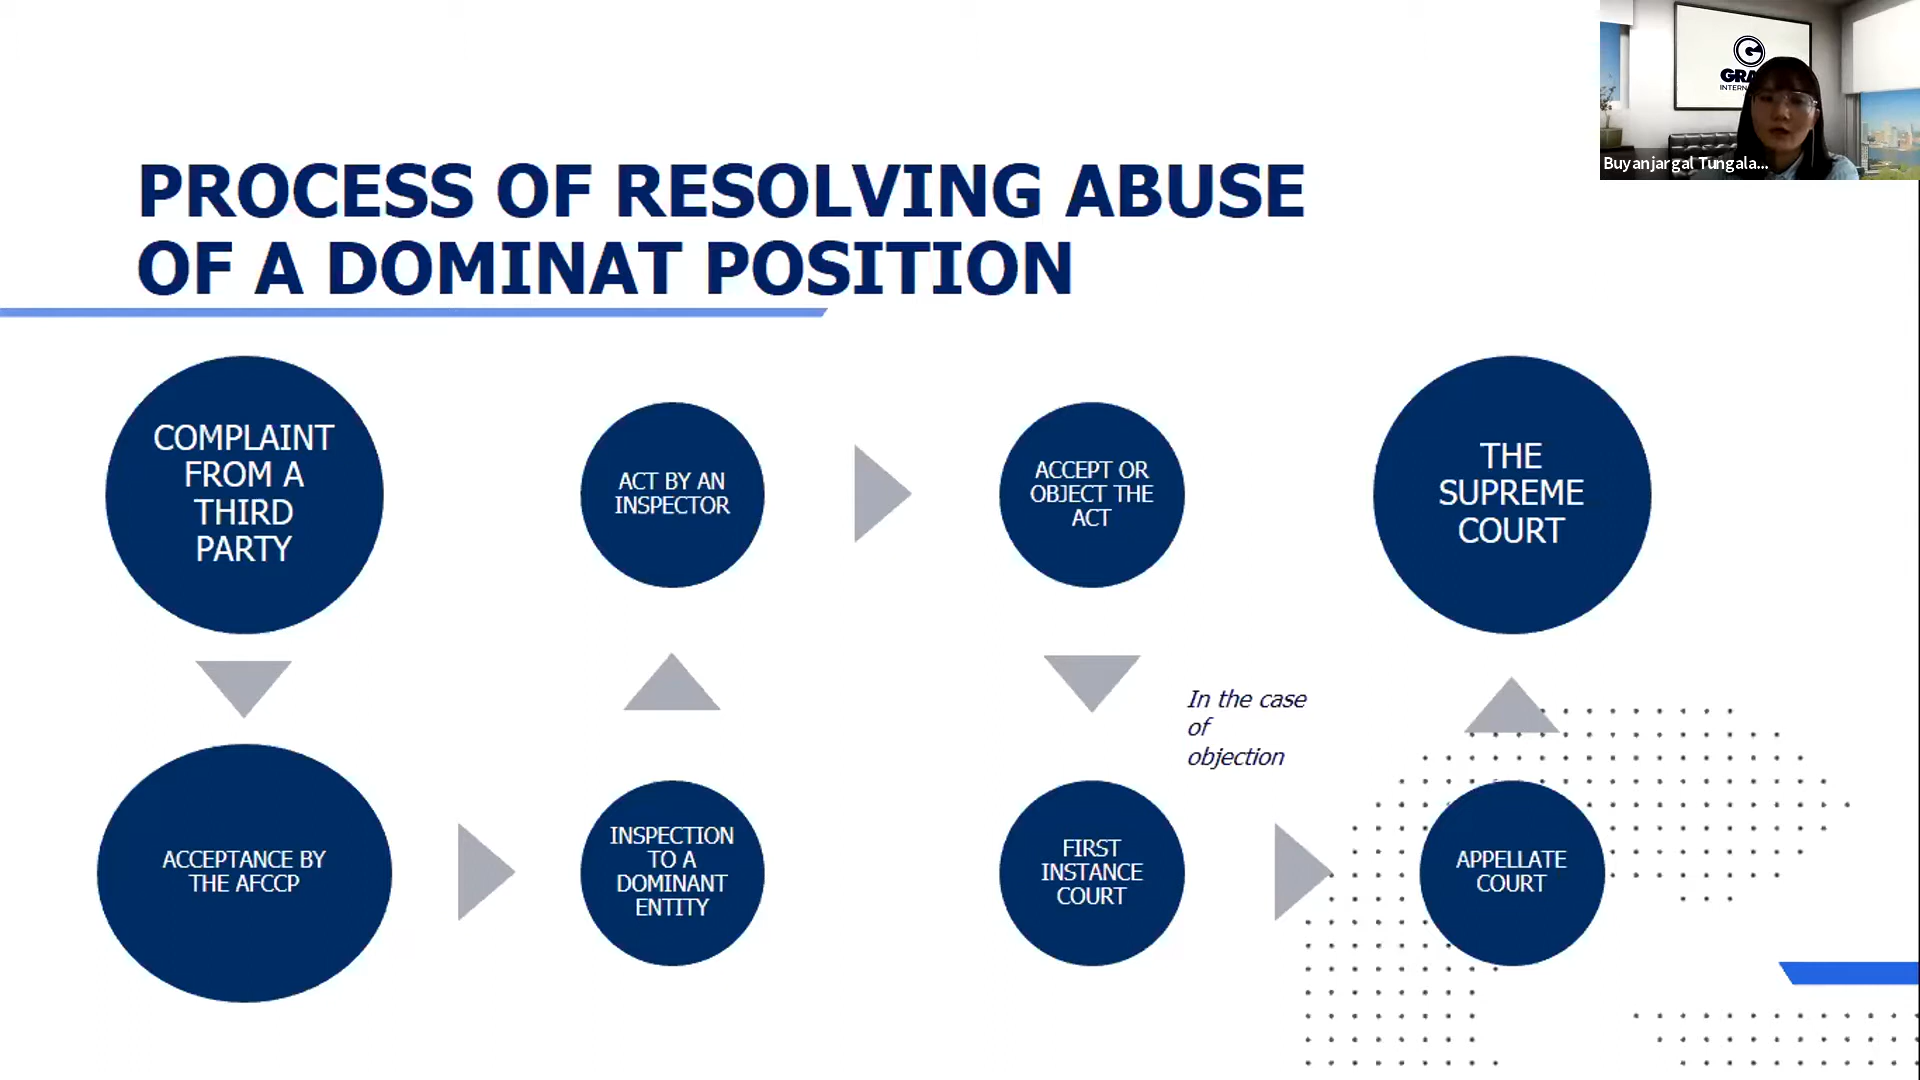 PROCESS OF RESOLVING ABUSE
OF A DOMINAT POSITION
COMPLAINT
FROM A
THIRD
PARTY
ACCEPTANCE BY
THE AFCCP
INSPECTION
TO A
DOMINANT
ENTITY
ACT BY AN
INSPECTOR
ACCEPT OR
OBJECT THE
ACT
In the case
of
objection
FIRST
INSTANCE
COURT
APPELLATE
COURT
THE
SUPREME
COURT
Buyanjargal Tungala...